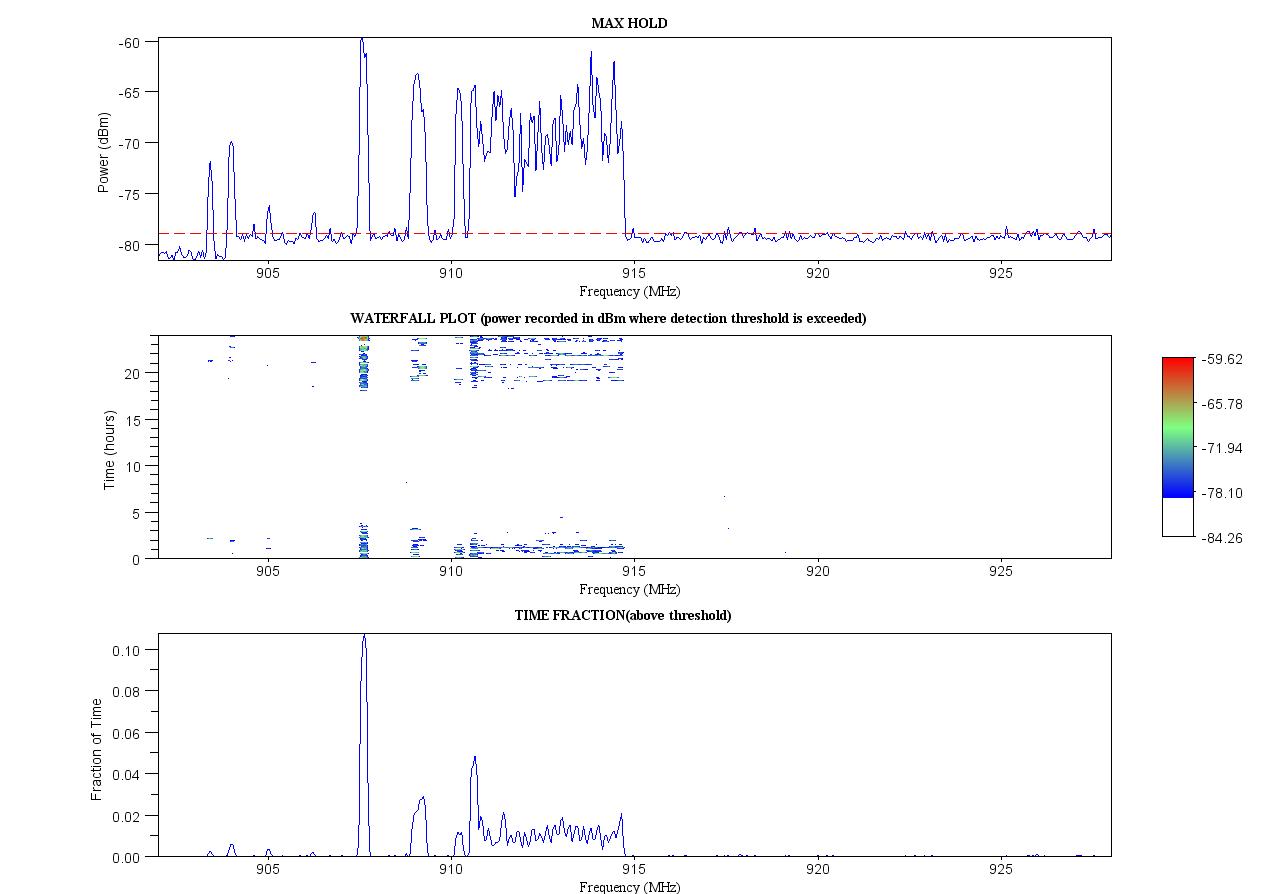 MAX HOLD
-60
-65
-70
-75
-80
Power (dBm)
905 910 915 920 925
Frequency (MHz)
WATERFALL PLOT (power recorded in dBm where detection threshold is exceeded)
20
15
10
5
0
Time (hours)
905 910 915 920 925
Frequency (MHz)
-59.62
-65.78
-71.94
-78.10
-84.26
TIME FRACTION(above threshold)
0.10
0.08
0.06
0.04
0.02
0.00
Fraction of Time
905 910 915 920 925
Frequency (MHz)